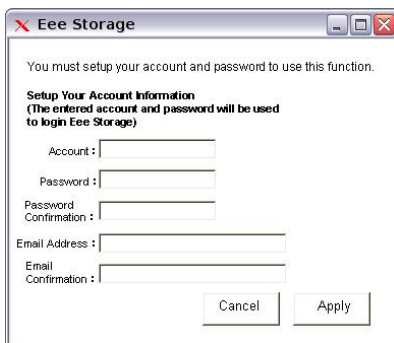 Eee Storage
You must setup your account and password to use this function.
Setup Your Account Information
(The entered account and password will be used
to login Eee Storage)
Account :
Password :
Password
Confirmation :
Email Address :
Email
Confirmation :
Cancel Apply